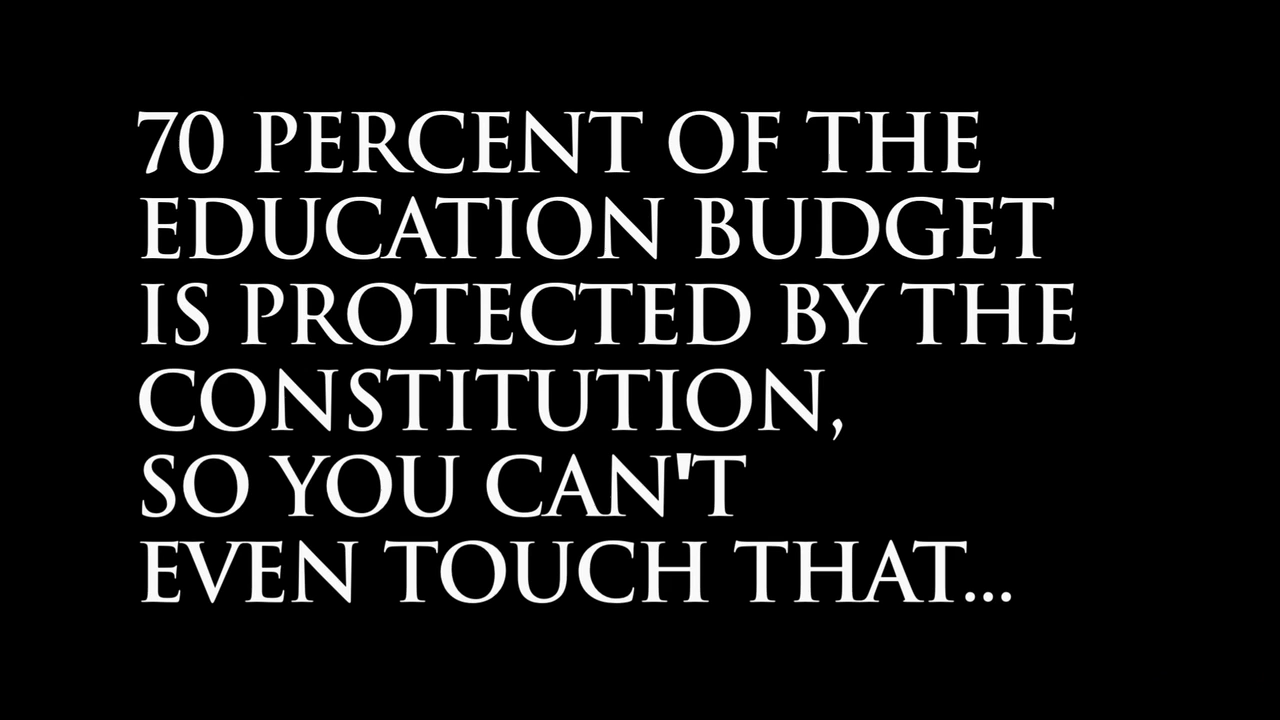 70 PERCENT OF THE
EDUCATION BUDGET
IS PROTECTED BY THE
CONSTITUTION,
SO YOU CAN'T
EVEN TOUCH THAT...